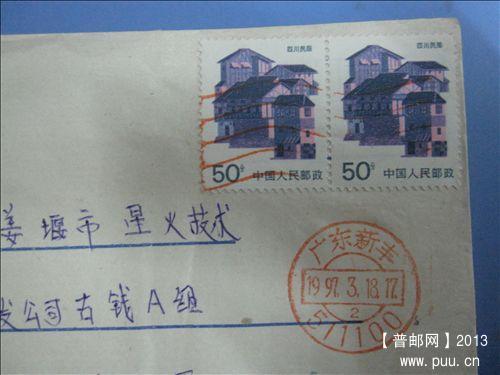 四川民居
四川民居
50分 中国人民邮政
50分 中国人民邮政
姜堰市星火技术
发公司古钱A组
广东新丰
1997.3.18.17
2
511100
【普邮网】2013
www.puu.cn